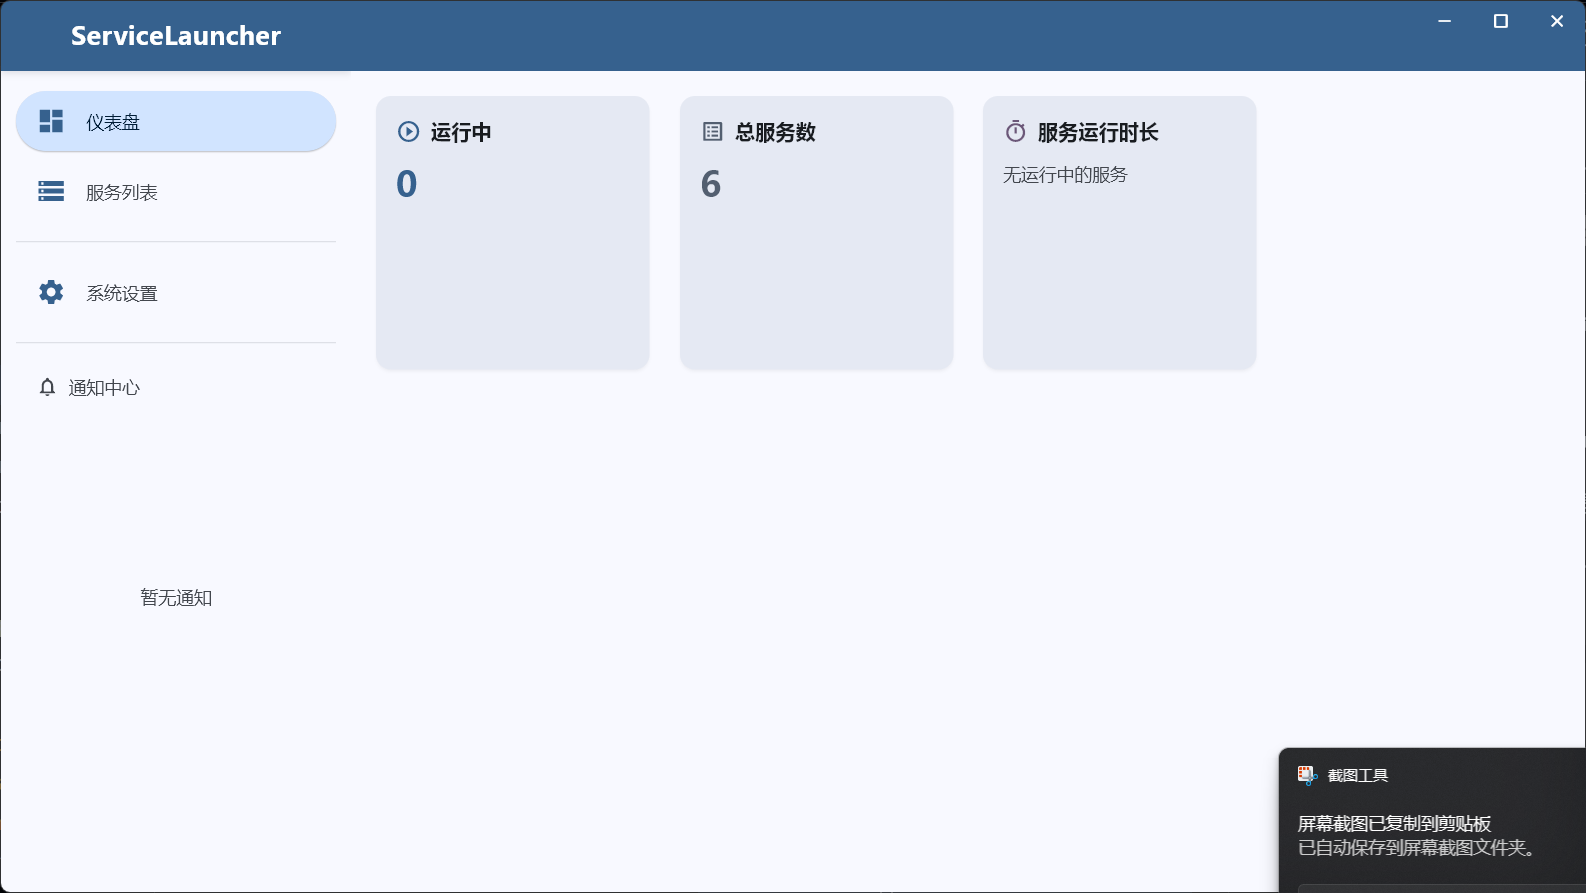 ServiceLauncher
仪表盘
服务列表
系统设置
通知中心
暂无通知
运行中
0
总服务数
6
服务运行时长
无运行中的服务
截图工具
屏幕截图已复制到剪贴板
已自动保存到屏幕截图文件夹。